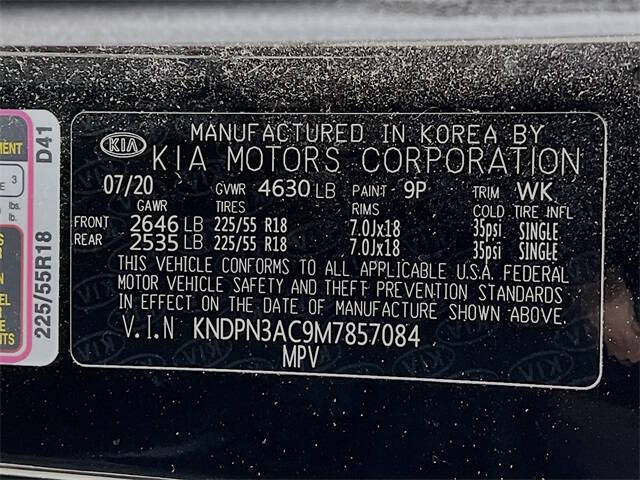 MANUFACTURED IN KOREA BY
KIA KIA MOTORS CORPORATION
07/20 GVWR 4630 LB PAINT 9P TRIM WK
GAWR TIRES RIMS COLD TIRE INFL
FRONT 2646 LB 225/55 R18 7.0Jx18 35psi SINGLE
REAR 2535 LB 225/55 R18 7.0Jx18 35psi SINGLE
THIS VEHICLE CONFORMS TO ALL APPLICABLE U.S.A. FEDERAL
MOTOR VEHICLE SAFETY AND THEFT PREVENTION STANDARDS
IN EFFECT ON THE DATE OF MANUFACTURE SHOWN ABOVE.
V.I.N KNDPN3AC9M7857084
MPV
D41
225/55R18
3
lbs.
lb.